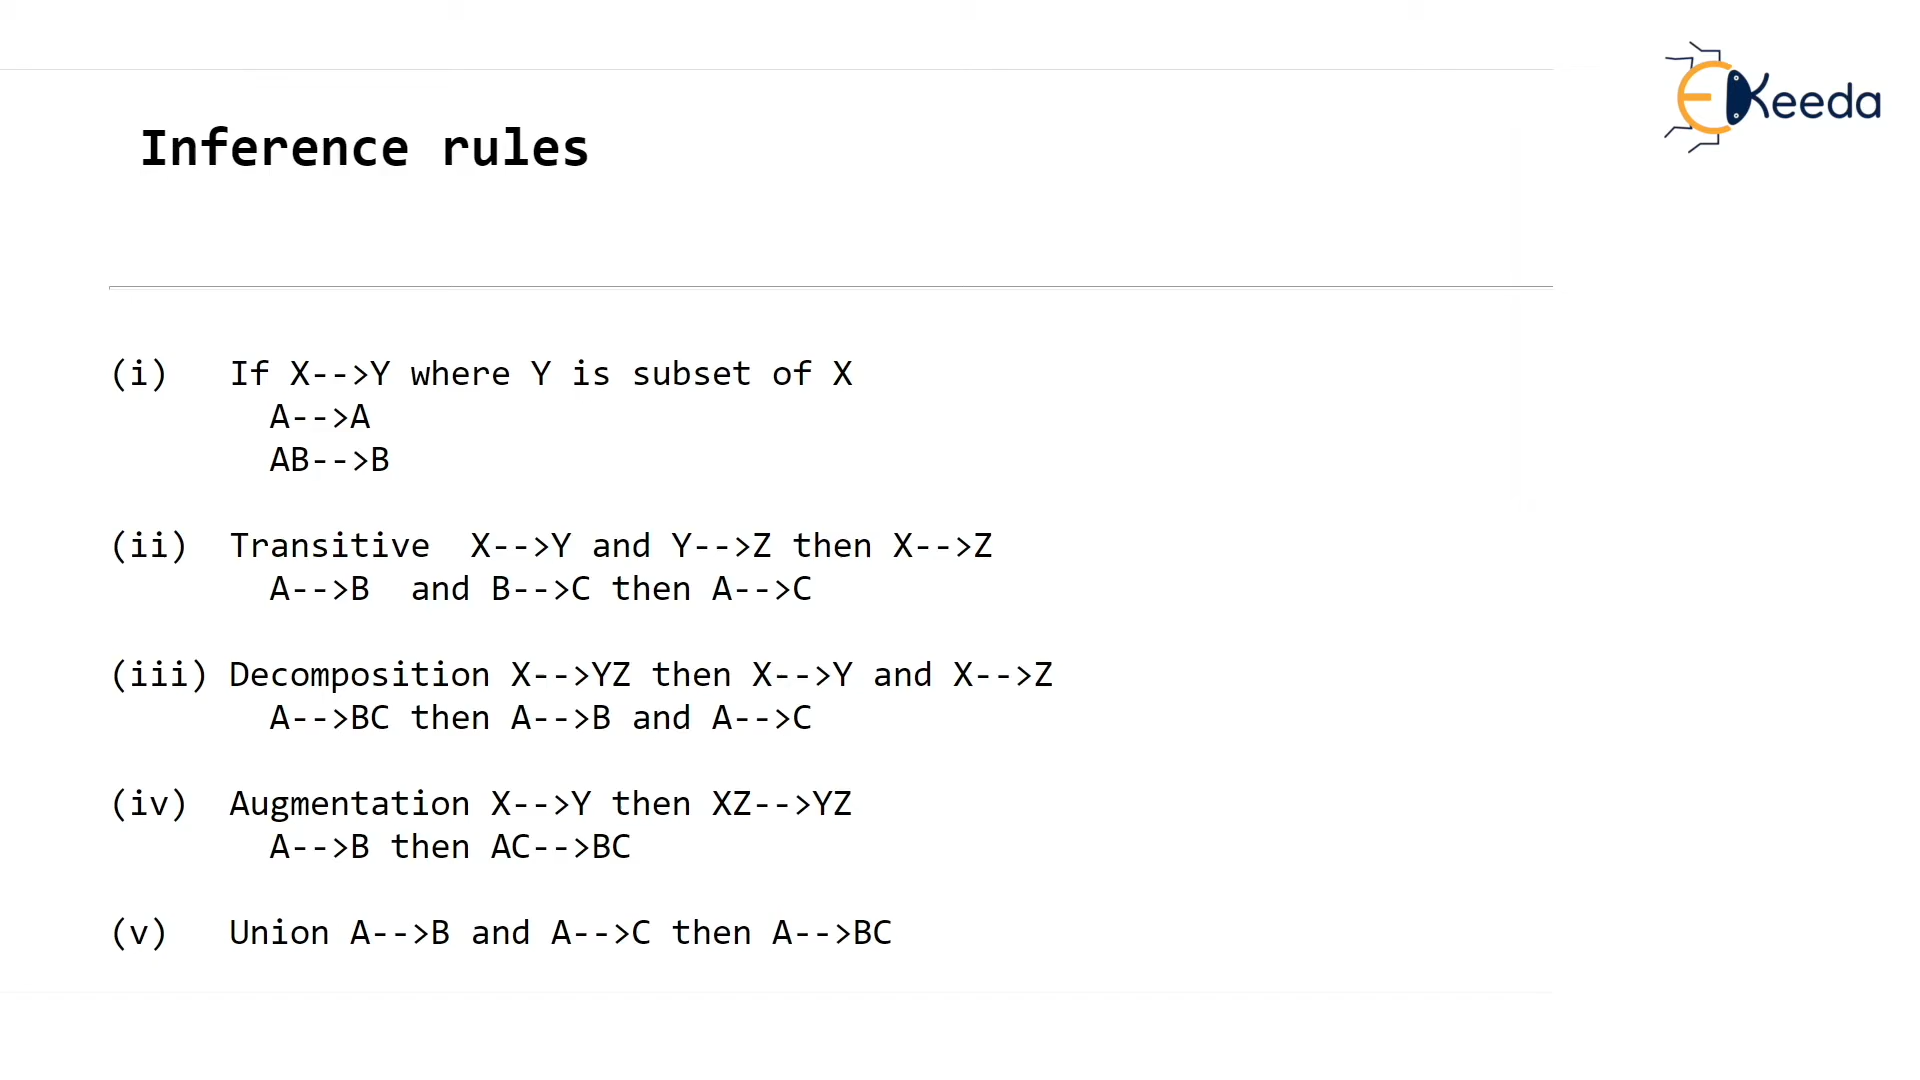 EKeeda
Inference rules
(i) If X-->Y where Y is subset of X
A-->A
AB-->B
(ii) Transitive X-->Y and Y-->Z then X-->Z
A-->B and B-->C then A-->C
(iii) Decomposition X-->YZ then X-->Y and X-->Z
A-->BC then A-->B and A-->C
(iv) Augmentation X-->Y then XZ-->YZ
A-->B then AC-->BC
(v) Union A-->B and A-->C then A-->BC